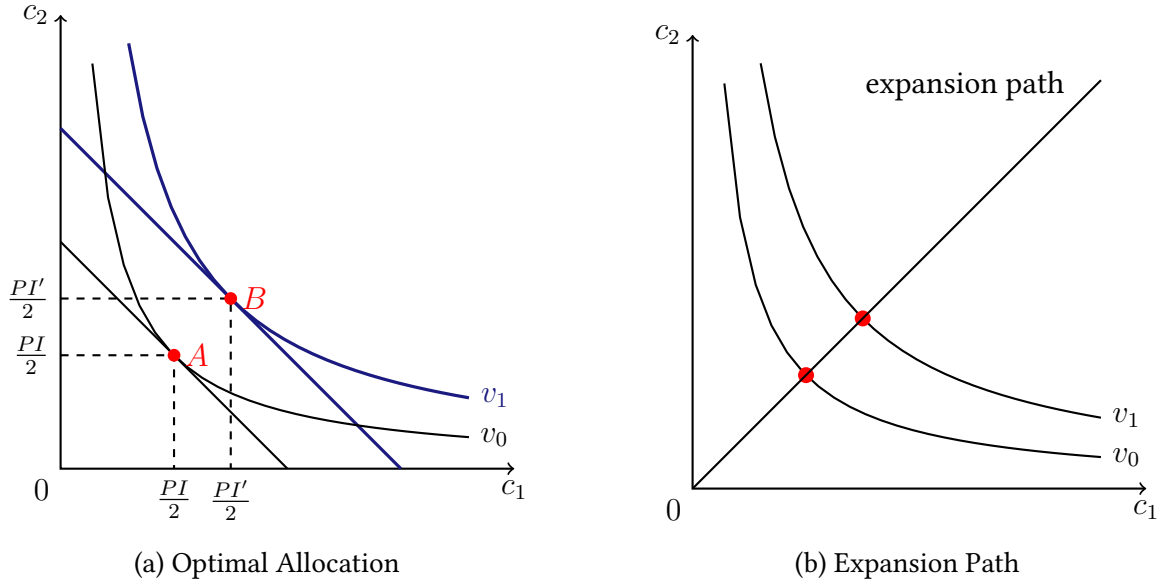 c₂
PI'/2
PI/2
B
A
v₁
v₀
0
PI/2
PI'/2
c₁
(a) Optimal Allocation
c₂
expansion path
v₁
v₀
0
c₁
(b) Expansion Path